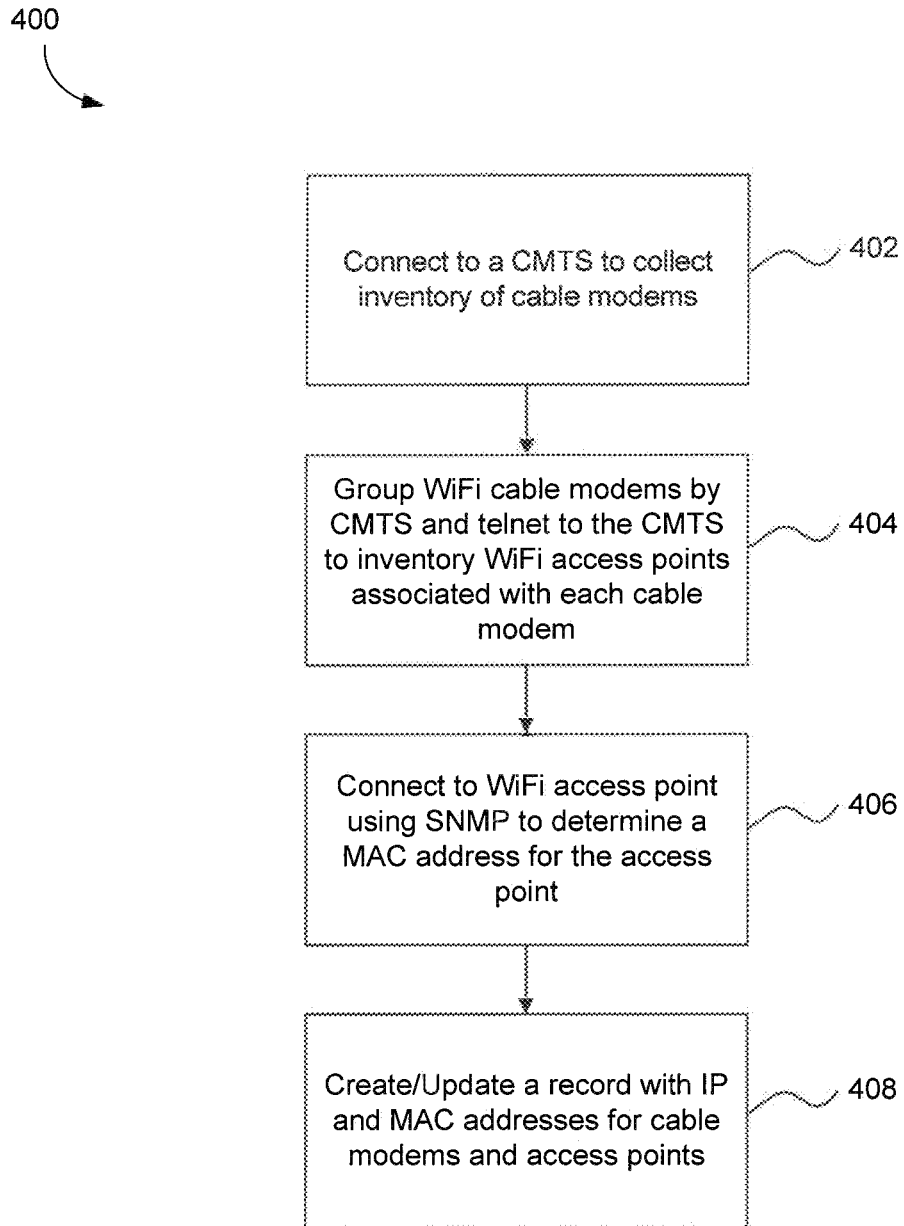 400
Connect to a CMTS to collect
inventory of cable modems
402
Group WiFi cable modems by
CMTS and telnet to the CMTS
to inventory WiFi access points
associated with each cable
modem
404
Connect to WiFi access point
using SNMP to determine a
MAC address for the access
point
406
Create/Update a record with IP
and MAC addresses for cable
modems and access points
408